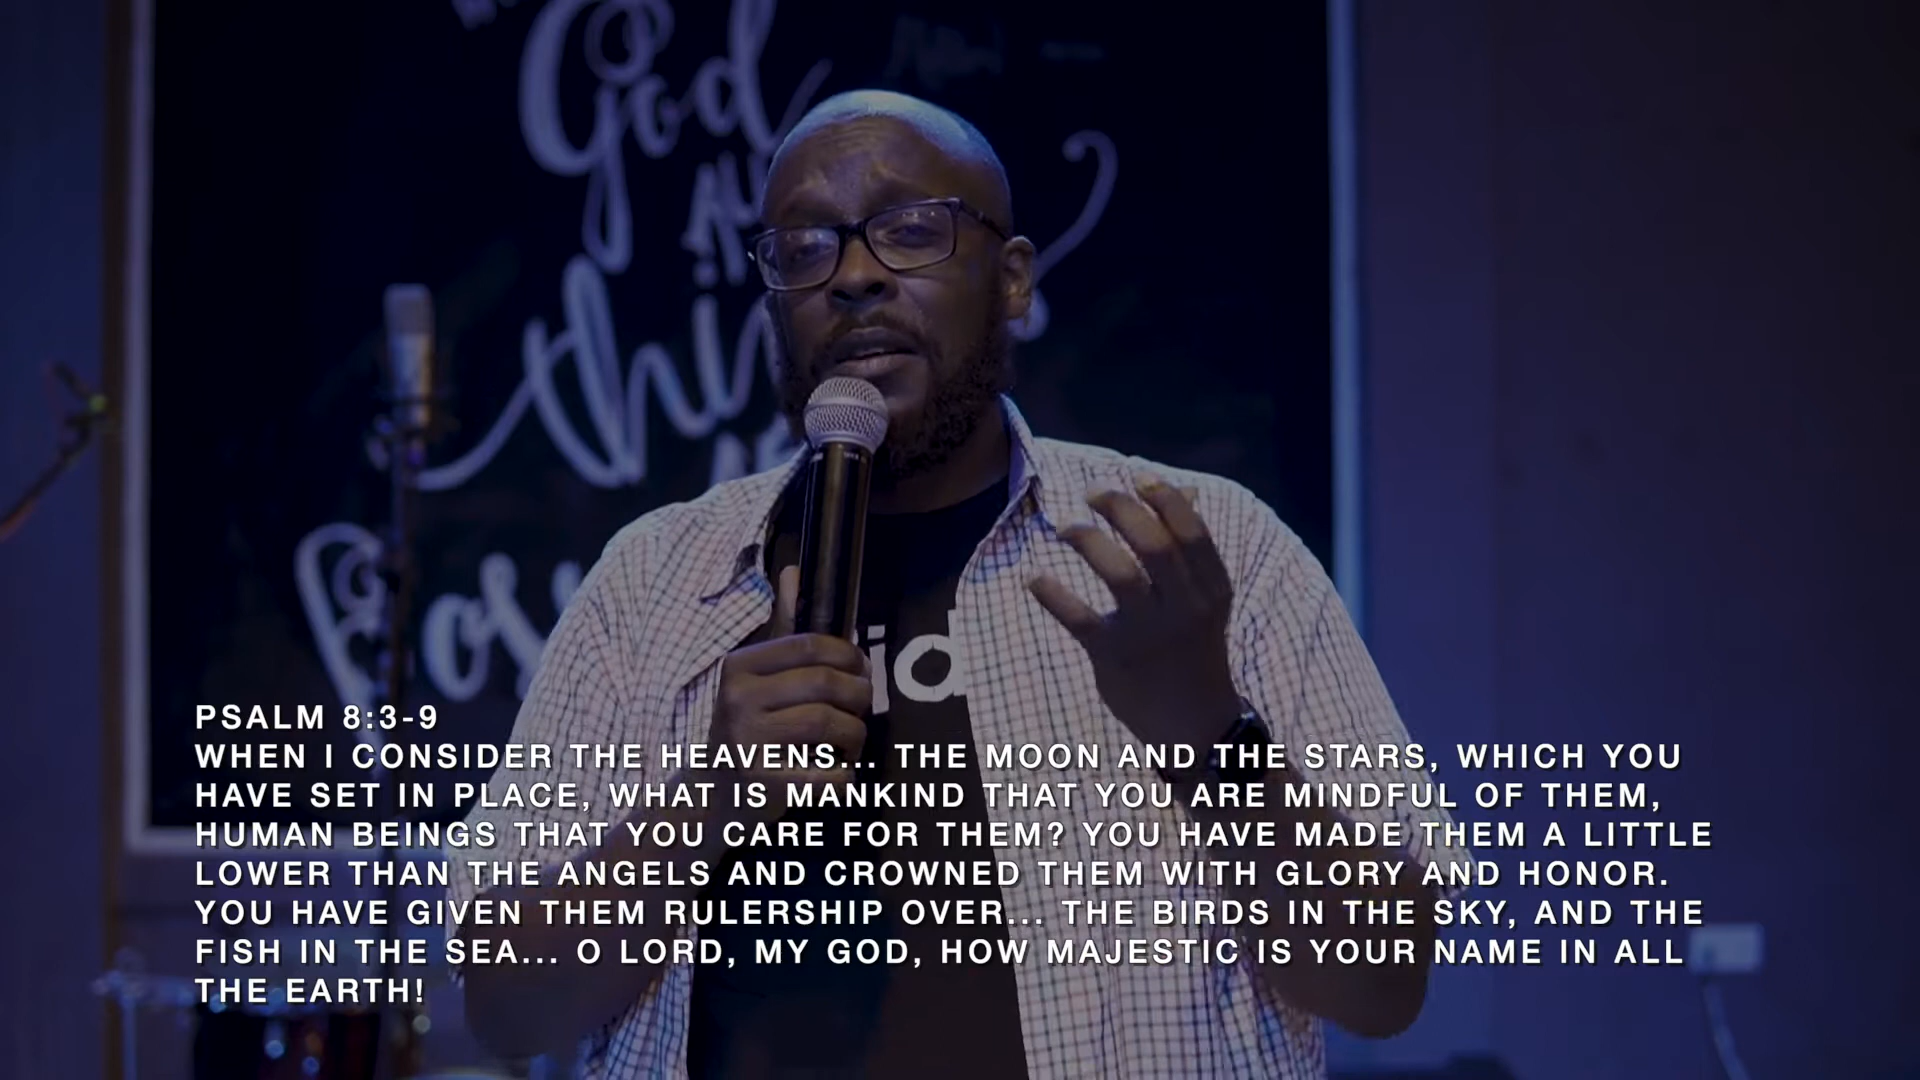 God
All
thi
PSALM 8:3-9
WHEN I CONSIDER THE HEAVENS... THE MOON AND THE STARS, WHICH YOU
HAVE SET IN PLACE, WHAT IS MANKIND THAT YOU ARE MINDFUL OF THEM,
HUMAN BEINGS THAT YOU CARE FOR THEM? YOU HAVE MADE THEM A LITTLE
LOWER THAN THE ANGELS AND CROWNED THEM WITH GLORY AND HONOR.
YOU HAVE GIVEN THEM RULERSHIP OVER... THE BIRDS IN THE SKY, AND THE
FISH IN THE SEA... O LORD, MY GOD, HOW MAJESTIC IS YOUR NAME IN ALL
THE EARTH!